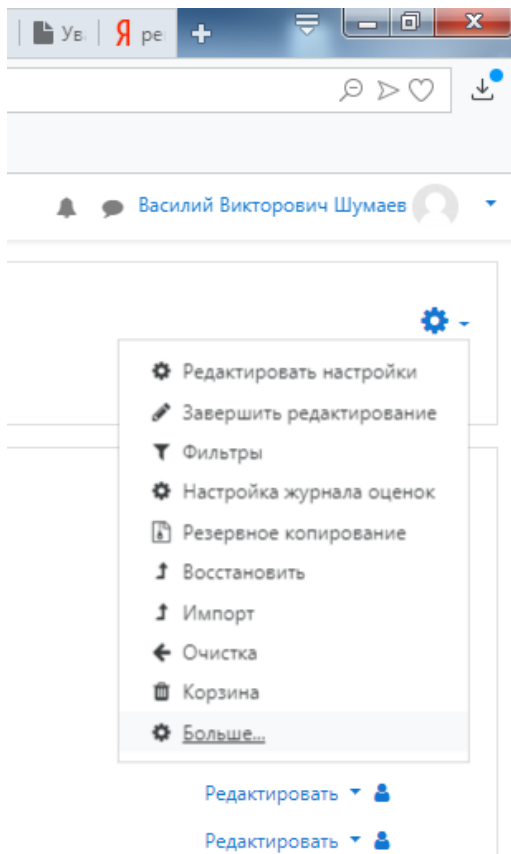 Ув
Я ре
Василий Викторович Шумаев
Редактировать настройки
Завершить редактирование
Фильтры
Настройка журнала оценок
Резервное копирование
Восстановить
Импорт
Очистка
Корзина
Больше...
Редактировать
Редактировать